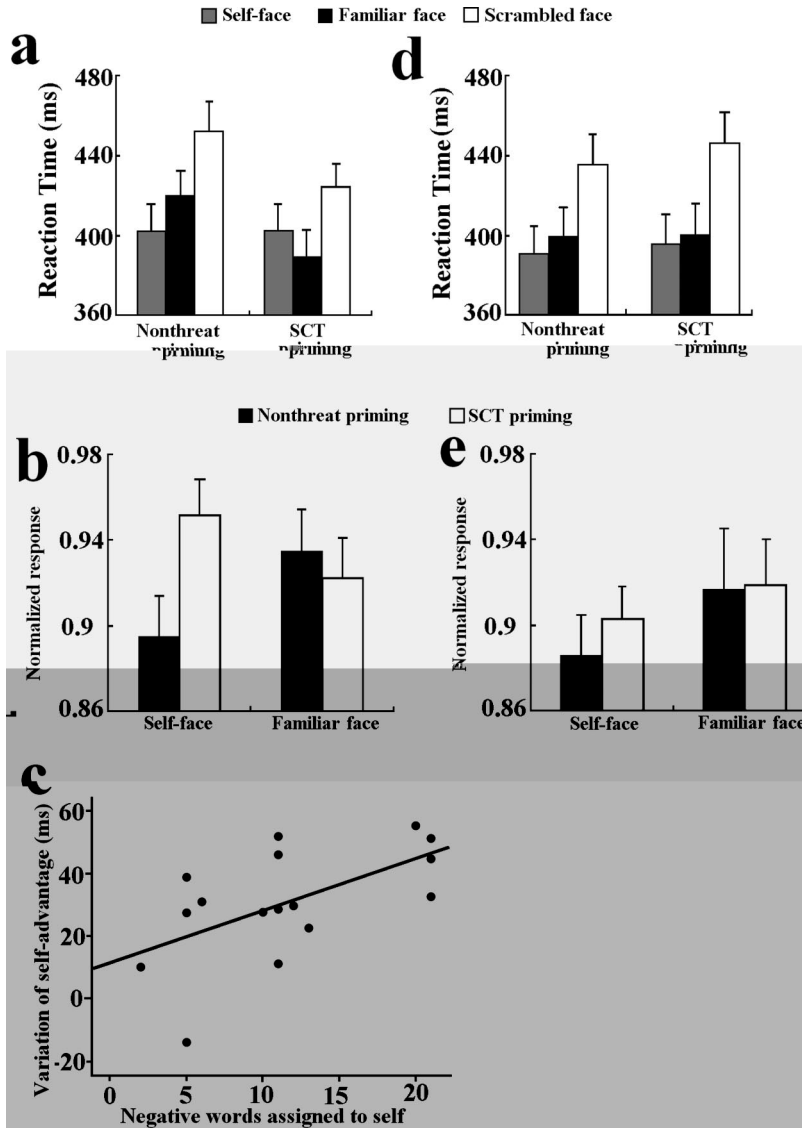 Self-face Familiar face Scrambled face
a
Reaction Time (ms)
480
440
400
360
Nonthreat priming
SCT priming
d
Reaction Time (ms)
480
440
400
360
Nonthreat priming
SCT priming
Nonthreat priming SCT priming
b
Normalized response
0.98
0.94
0.9
0.86
Self-face Familiar face
e
Normalized response
0.98
0.94
0.9
0.86
Self-face Familiar face
c
Variation of self-advantage (ms)
60
40
20
0
-20
0 5 10 15 20
Negative words assigned to self